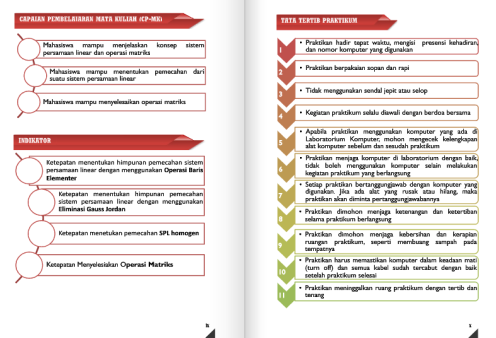 CAPAIAN PEMBELAJARAN MATA KULIAH (CP-MK)
Mahasiswa mampu menjelaskan konsep sistem
persamaan linear dan operasi matriks
Mahasiswa mampu menentukan pemecahan dari
suatu sistem persamaan linear
Mahasiswa mampu menyelesaikan operasi matriks
INDIKATOR
Ketepatan menentukan himpunan pemecahan sistem
persamaan linear dengan menggunakan Operasi Baris
Elementer
Ketepatan menentukan himpunan pemecahan
sistem persamaan linear dengan menggunakan
Eliminasi Gauss Jordan
Ketepatan menetukan pemecahan SPL homogen
Ketepatan Menyelesiakan Operasi Matriks
TATA TERTIB PRAKTIKUM
1
• Praktikan hadir tepat waktu, mengisi presensi kehadiran,
dan nomor komputer yang digunakan
2
• Praktikan berpakaian sopan dan rapi
3
• Tidak menggunakan sendal jepit atau selop
4
• Kegiatan praktikum selalu diawali dengan berdoa bersama
5
• Apabila praktikan menggunakan komputer yang ada di
Laboratorium Komputer, mohon mengecek kelengkapan
alat komputer sebelum dan sesudah praktikum
6
• Praktikan menjaga komputer di laboratorium dengan baik,
tidak boleh menggunakan komputer selain melakukan
kegiatan praktikum yang berlangsung
7
• Setiap praktikan bertanggungjawab dengan komputer yang
digunakan. Jika ada alat yang rusak atau hilang, maka
praktikan akan diminta pertanggungjawabannya
8
• Praktikan dimohon menjaga ketenangan dan ketertiban
selama praktikum berlangsung
9
• Praktikan dimohon menjaga kebersihan dan kerapian
ruangan praktikum, seperti membuang sampah pada
tempatnya
10
• Praktikan harus memastikan komputer dalam keadaan mati
(turn off) dan semua kabel sudah tercabut dengan baik
setelah praktikum selesai
11
• Praktikan meninggalkan ruang praktikum dengan tertib dan
tenang
ix
x